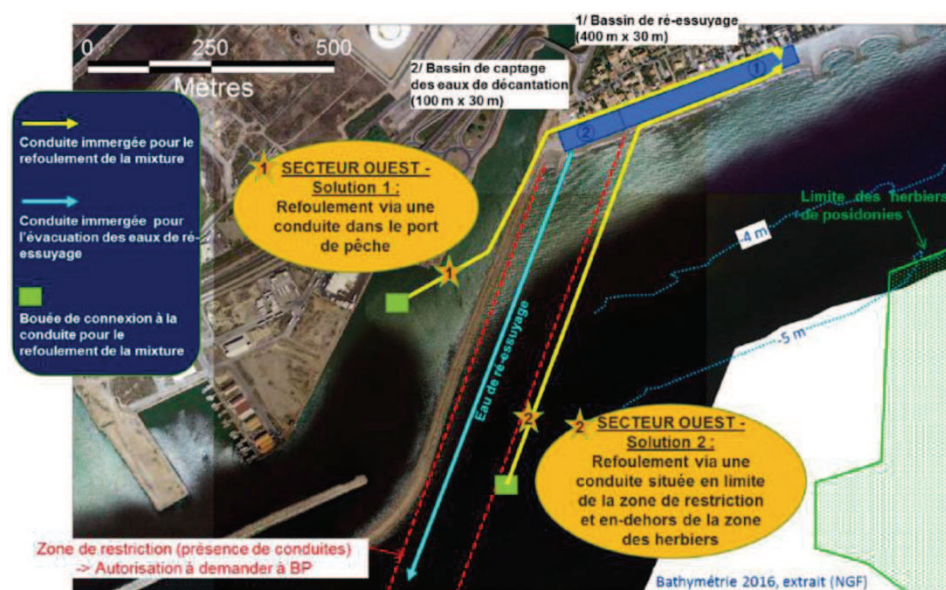 1/ Bassin de ré-essuyage
(400 m x 30 m)
0 250 500
Mètres
2/ Bassin de captage
des eaux de décantation
(100 m x 30 m)
1
2
Conduite immergée pour le
refoulement de la mixture
Conduite immergée pour
l'évacuation des eaux de ré-
essuyage
Bouée de connexion à la
conduite pour le
refoulement de la mixture
1
SECTEUR OUEST -
Solution 1 :
Refoulement via une
conduite dans le port
de pêche
1
Limite des herbiers
de posidonies
-4 m
-5 m
Eau de ré-essuyage
2
2
SECTEUR OUEST -
Solution 2 :
Refoulement via une
conduite située en limite
de la zone de restriction
et en-dehors de la zone
des herbiers
Zone de restriction (présence de conduites)
-> Autorisation à demander à BP
Bathymétrie 2016, extrait (NGF)